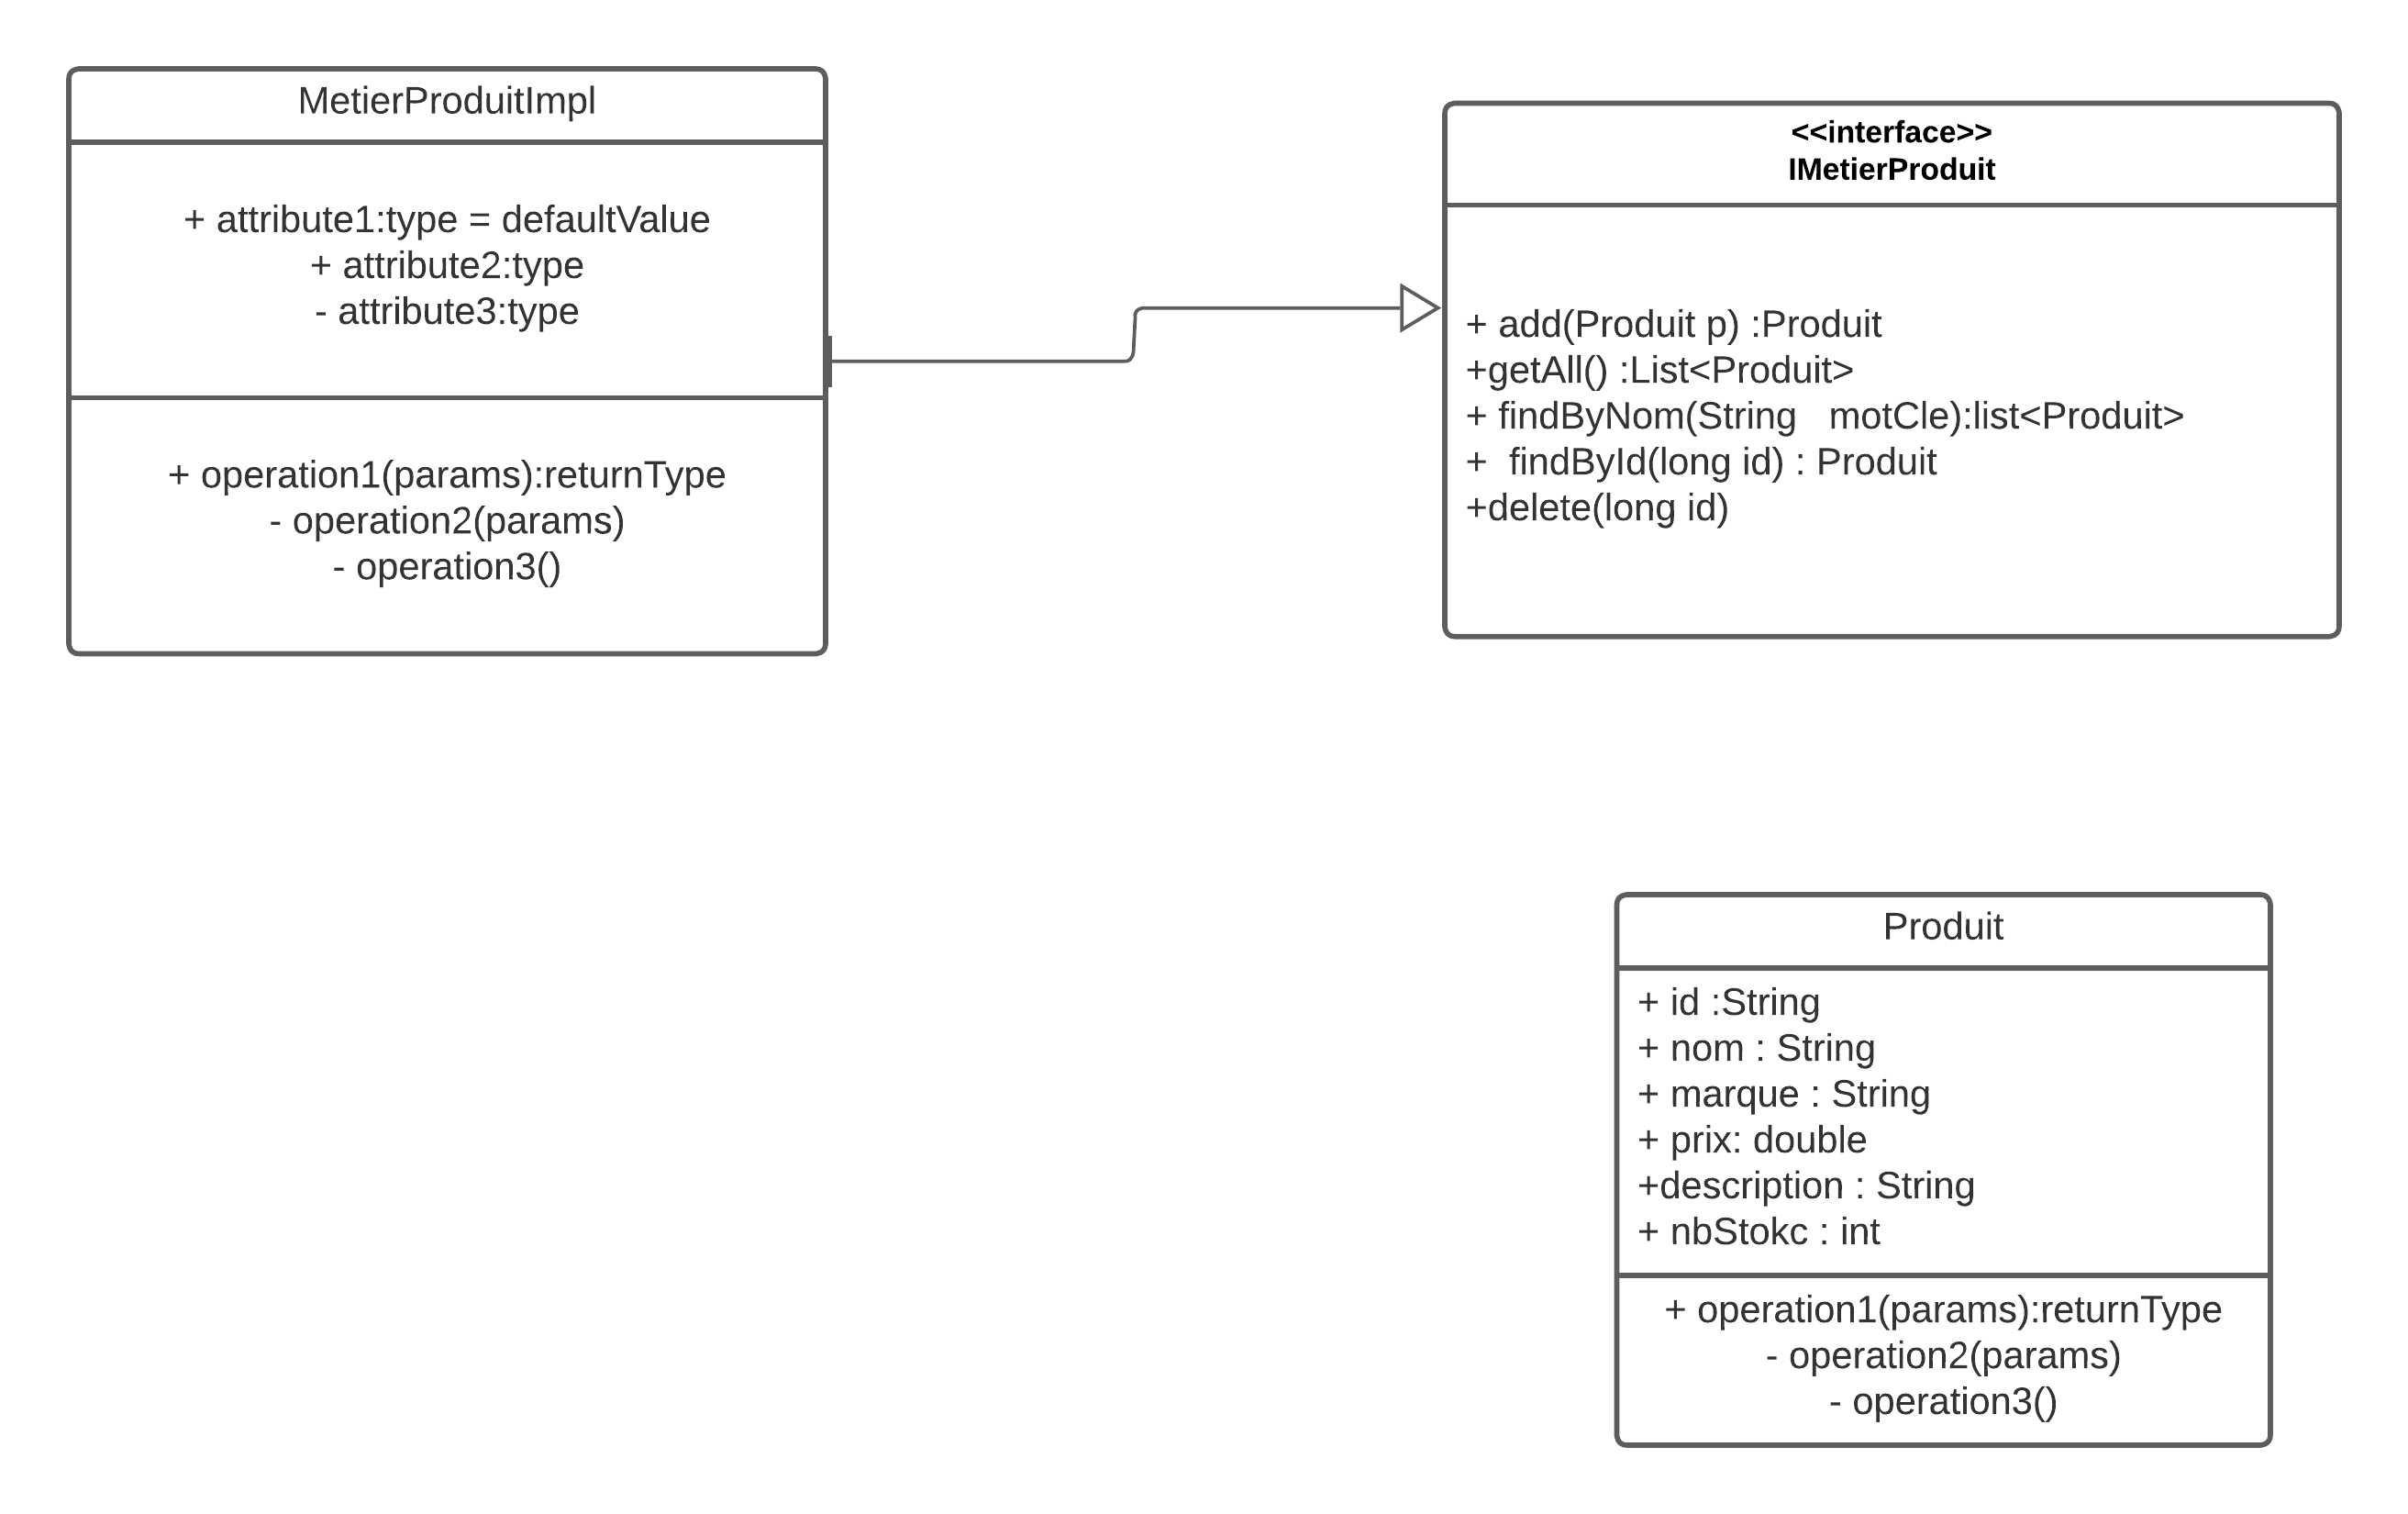 MetierProduitImpl
+ attribute1:type = defaultValue
+ attribute2:type
- attribute3:type
+ operation1(params):returnType
- operation2(params)
- operation3()
<<interface>>
IMetierProduit
+ add(Produit p) :Produit
+getAll() :List<Produit>
+ findByNom(String   motCle):list<Produit>
+  findById(long id) : Produit
+delete(long id)
Produit
+ id :String
+ nom : String
+ marque : String
+ prix: double
+description : String
+ nbStokc : int
+ operation1(params):returnType
- operation2(params)
- operation3()